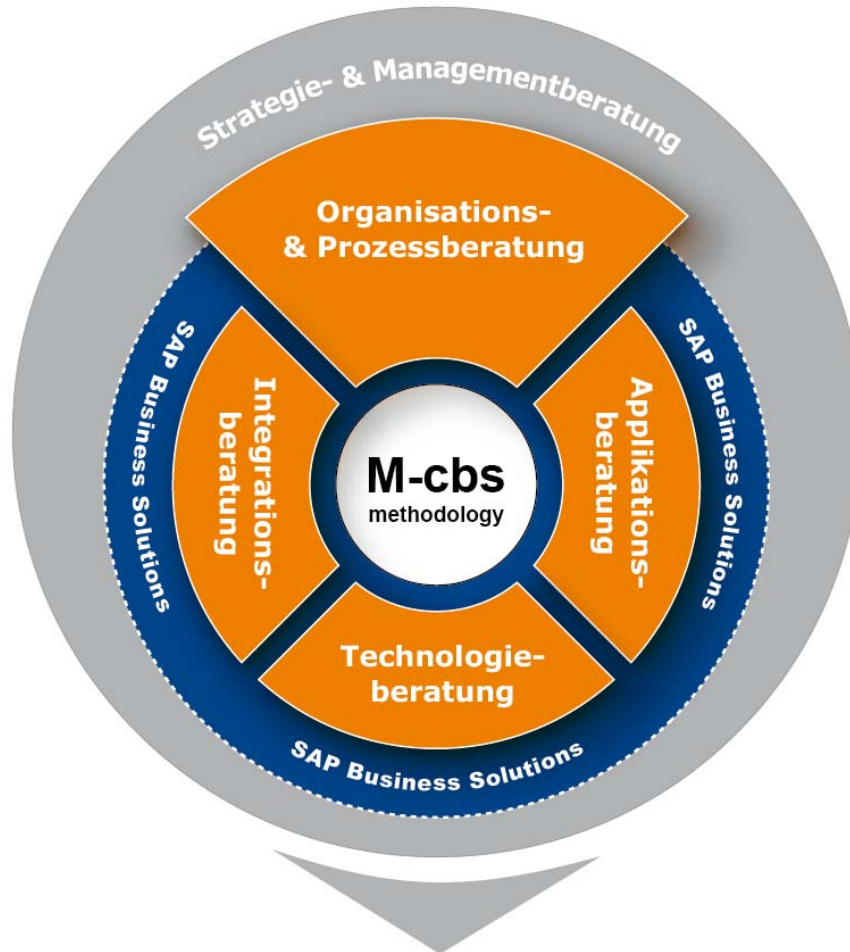 Strategie- & Managementberatung
Organisations-
& Prozessberatung
SAP Business Solutions
Integrations-
beratung
M-cbs
methodology
Applikations-
beratung
SAP Business Solutions
Technologie-
beratung
SAP Business Solutions